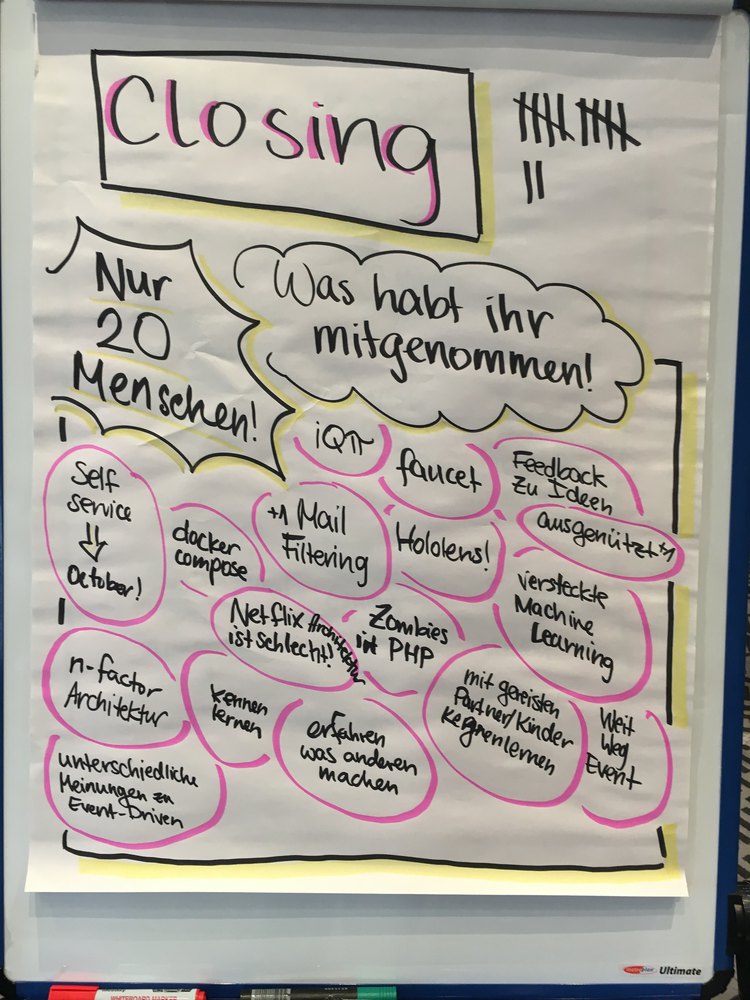 Closing
Nur
20
Menschen!
Was habt ihr
mitgenommen!
iQπ
faucet
Feedback
zu Ideen
ausgenützt +1
Self
service
October!
docker
compose
+1 Mail
Filtering
Hololens!
versteckte
Machine
Learning
Netflix Architektur
ist schlecht!
Zombies
in PHP
n-factor
Architektur
kennen
lernen
erfahren
was anderen
machen
mit gereisten
Partner/Kinder
kennenlernen
Weit
Weg
Event
unterschiedliche
Meinungen zu
Event-Driven
Ultimate
WHITEBOARD MARKER